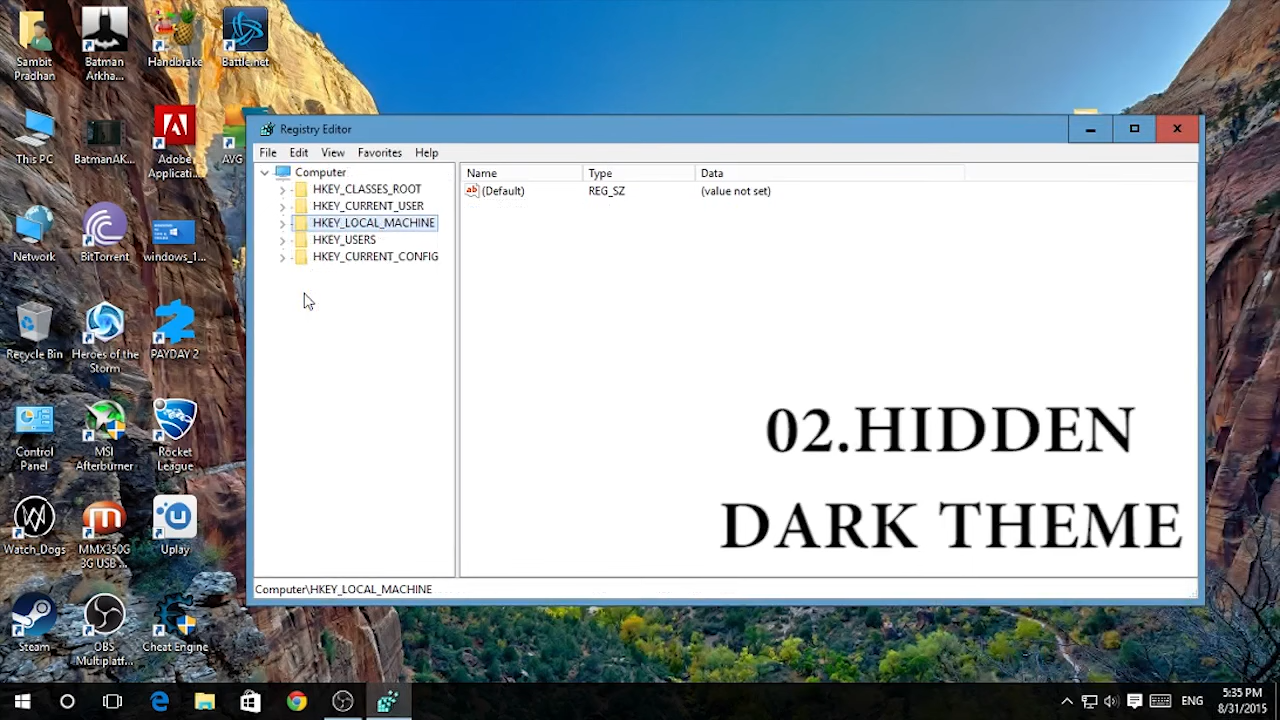 Sambit
Pradhan
Batman
Arkha...
Handbrake
Battle.net
This PC
BatmanAK...
Adobe
Applicati...
AVG
Network
BitTorrent
windows_1...
Recycle Bin
Heroes of the
Storm
PAYDAY 2
Control
Panel
MSI
Afterburner
Rocket
League
Watch_Dogs
MMX350G
3G USB ...
Uplay
Steam
OBS
Multiplatf...
Cheat Engine
Registry Editor
File Edit View Favorites Help
Computer
HKEY_CLASSES_ROOT
HKEY_CURRENT_USER
HKEY_LOCAL_MACHINE
HKEY_USERS
HKEY_CURRENT_CONFIG
Name Type Data
ab (Default) REG_SZ (value not set)
02.HIDDEN
DARK THEME
Computer\HKEY_LOCAL_MACHINE
ENG
5:35 PM
8/31/2015